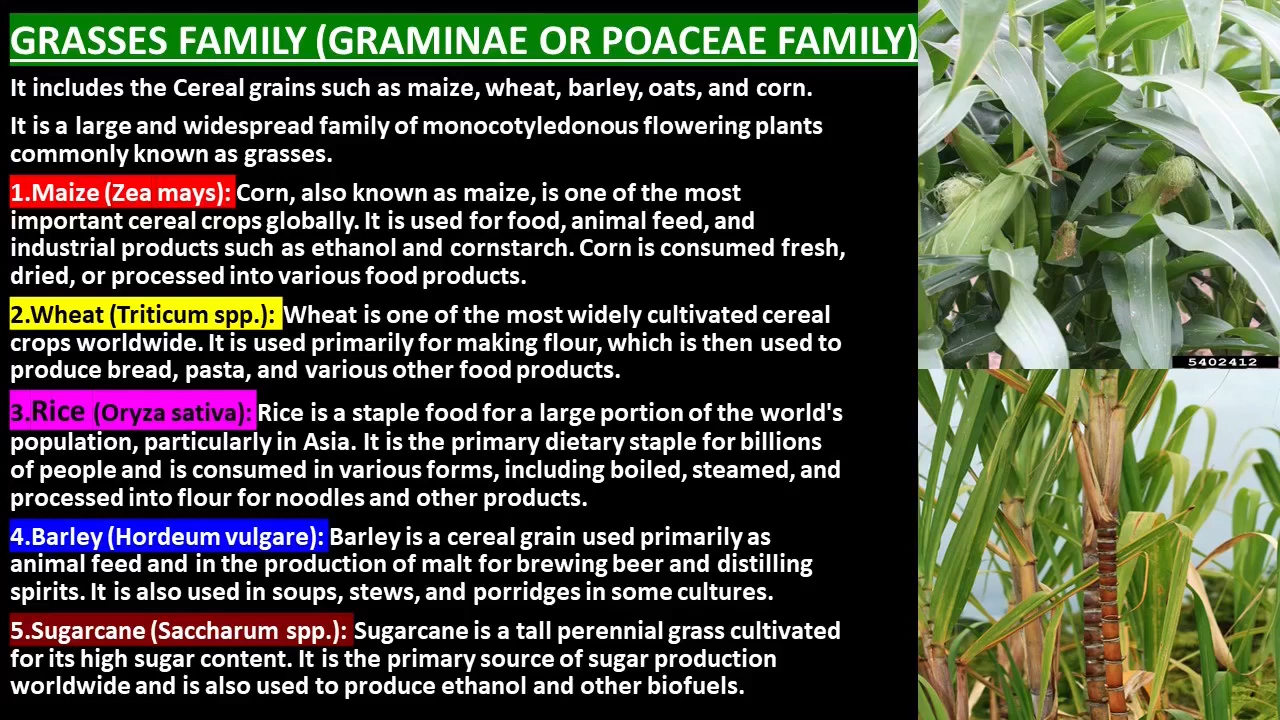 GRASSES FAMILY (GRAMINAE OR POACEAE FAMILY)
It includes the Cereal grains such as maize, wheat, barley, oats, and corn.
It is a large and widespread family of monocotyledonous flowering plants
commonly known as grasses.
1.Maize (Zea mays): Corn, also known as maize, is one of the most
important cereal crops globally. It is used for food, animal feed, and
industrial products such as ethanol and cornstarch. Corn is consumed fresh,
dried, or processed into various food products.
2.Wheat (Triticum spp.): Wheat is one of the most widely cultivated cereal
crops worldwide. It is used primarily for making flour, which is then used to
produce bread, pasta, and various other food products.
3.Rice (Oryza sativa): Rice is a staple food for a large portion of the world's
population, particularly in Asia. It is the primary dietary staple for billions
of people and is consumed in various forms, including boiled, steamed, and
processed into flour for noodles and other products.
4.Barley (Hordeum vulgare): Barley is a cereal grain used primarily as
animal feed and in the production of malt for brewing beer and distilling
spirits. It is also used in soups, stews, and porridges in some cultures.
5.Sugarcane (Saccharum spp.): Sugarcane is a tall perennial grass cultivated
for its high sugar content. It is the primary source of sugar production
worldwide and is also used to produce ethanol and other biofuels.
5402412